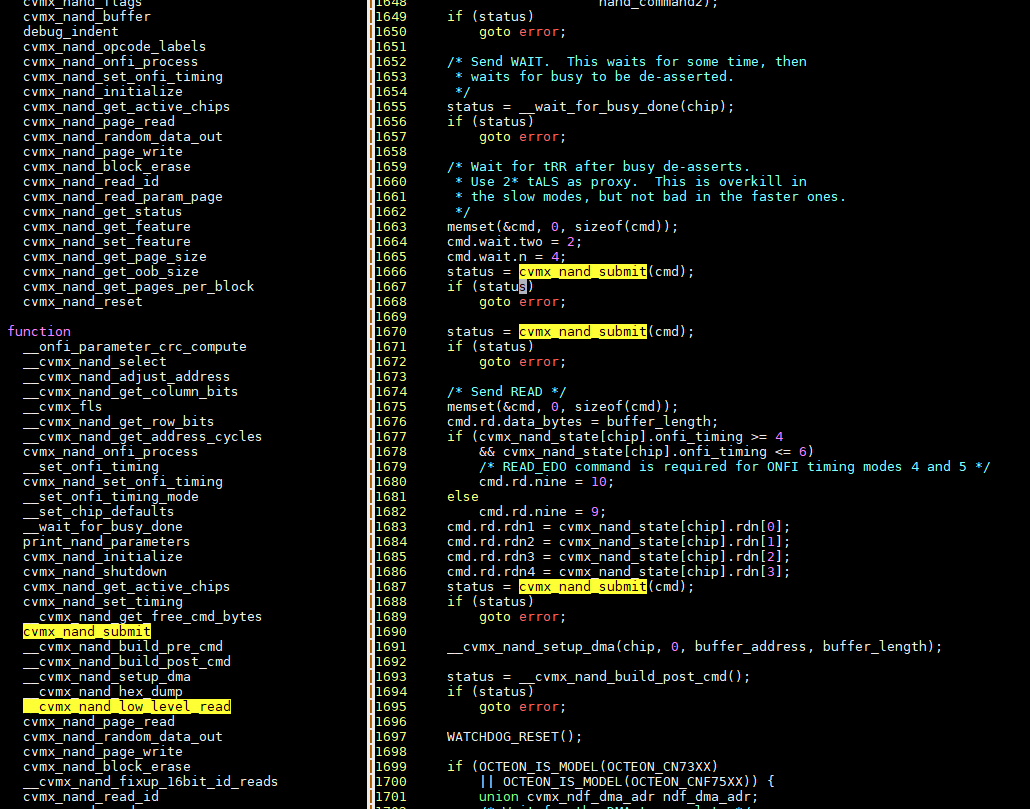 cvmx_nand_flags
cvmx_nand_buffer
debug_indent
cvmx_nand_opcode_labels
cvmx_nand_onfi_process
cvmx_nand_set_onfi_timing
cvmx_nand_initialize
cvmx_nand_get_active_chips
cvmx_nand_page_read
cvmx_nand_random_data_out
cvmx_nand_page_write
cvmx_nand_block_erase
cvmx_nand_read_id
cvmx_nand_read_param_page
cvmx_nand_get_status
cvmx_nand_get_feature
cvmx_nand_set_feature
cvmx_nand_get_page_size
cvmx_nand_get_oob_size
cvmx_nand_get_pages_per_block
cvmx_nand_reset
function
__onfi_parameter_crc_compute
__cvmx_nand_select
__cvmx_nand_adjust_address
__cvmx_nand_get_column_bits
__cvmx_fls
__cvmx_nand_get_row_bits
__cvmx_nand_get_address_cycles
cvmx_nand_onfi_process
__set_onfi_timing
cvmx_nand_set_onfi_timing
__set_onfi_timing_mode
__set_chip_defaults
__wait_for_busy_done
print_nand_parameters
cvmx_nand_initialize
cvmx_nand_shutdown
cvmx_nand_get_active_chips
cvmx_nand_set_timing
__cvmx_nand_get_free_cmd_bytes
cvmx_nand_submit
__cvmx_nand_build_pre_cmd
__cvmx_nand_build_post_cmd
__cvmx_nand_setup_dma
__cvmx_nand_hex_dump
__cvmx_nand_low_level_read
cvmx_nand_page_read
cvmx_nand_random_data_out
cvmx_nand_page_write
cvmx_nand_block_erase
__cvmx_nand_fixup_16bit_id_reads
cvmx_nand_read_id
1648 nand_command2);
1649 if (status)
1650 goto error;
1651
1652 /* Send WAIT.  This waits for some time, then
1653 * waits for busy to be de-asserted.
1654 */
1655 status = __wait_for_busy_done(chip);
1656 if (status)
1657 goto error;
1658
1659 /* Wait for tRR after busy de-asserts.
1660 * Use 2* tALS as proxy.  This is overkill in
1661 * the slow modes, but not bad in the faster ones.
1662 */
1663 memset(&cmd, 0, sizeof(cmd));
1664 cmd.wait.two = 2;
1665 cmd.wait.n = 4;
1666 status = cvmx_nand_submit(cmd);
1667 if (status)
1668 goto error;
1669
1670 status = cvmx_nand_submit(cmd);
1671 if (status)
1672 goto error;
1673
1674 /* Send READ */
1675 memset(&cmd, 0, sizeof(cmd));
1676 cmd.rd.data_bytes = buffer_length;
1677 if (cvmx_nand_state[chip].onfi_timing >= 4
1678 && cvmx_nand_state[chip].onfi_timing <= 6)
1679 /* READ_EDO command is required for ONFI timing modes 4 and 5 */
1680 cmd.rd.nine = 10;
1681 else
1682 cmd.rd.nine = 9;
1683 cmd.rd.rdn1 = cvmx_nand_state[chip].rdn[0];
1684 cmd.rd.rdn2 = cvmx_nand_state[chip].rdn[1];
1685 cmd.rd.rdn3 = cvmx_nand_state[chip].rdn[2];
1686 cmd.rd.rdn4 = cvmx_nand_state[chip].rdn[3];
1687 status = cvmx_nand_submit(cmd);
1688 if (status)
1689 goto error;
1690
1691 __cvmx_nand_setup_dma(chip, 0, buffer_address, buffer_length);
1692
1693 status = __cvmx_nand_build_post_cmd();
1694 if (status)
1695 goto error;
1696
1697 WATCHDOG_RESET();
1698
1699 if (OCTEON_IS_MODEL(OCTEON_CN73XX)
1700 || OCTEON_IS_MODEL(OCTEON_CNF75XX)) {
1701 union cvmx_ndf_dma_adr ndf_dma_adr;